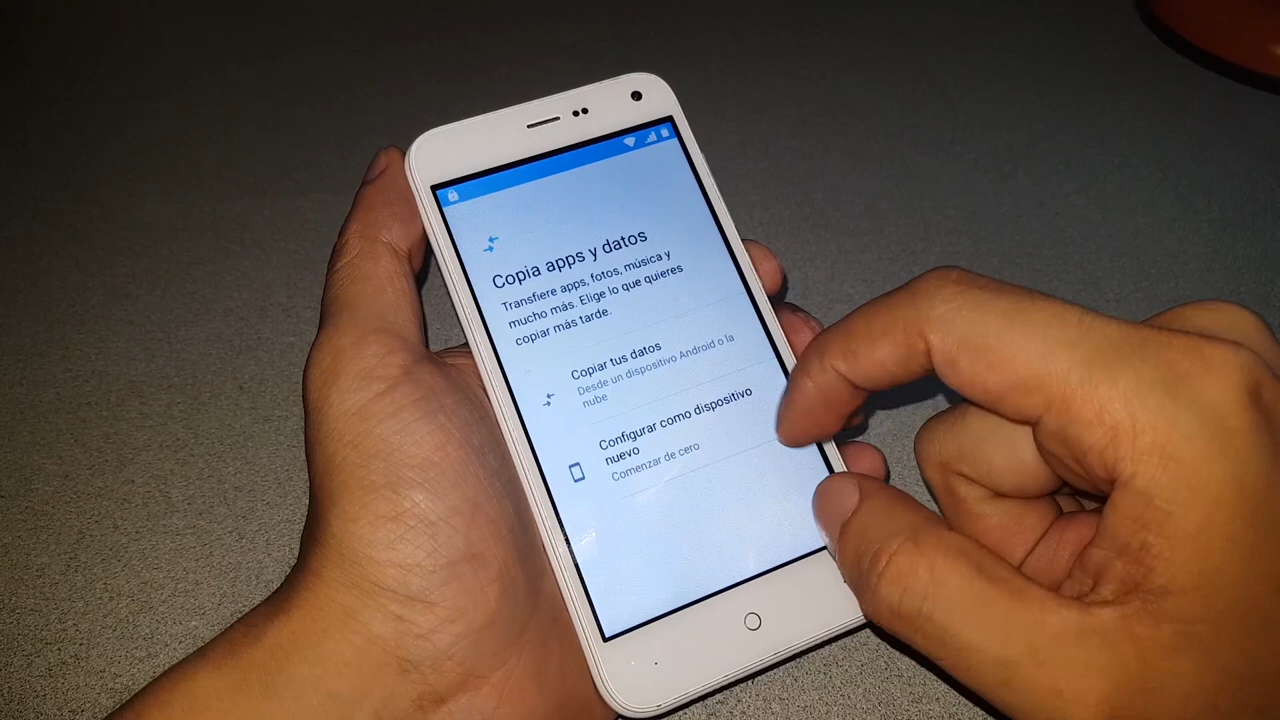 Copia apps y datos
Transfiere apps, fotos, música y
mucho más. Elige lo que quieres
copiar más tarde.
Copiar tus datos
Desde un dispositivo Android o la
nube
Configurar como dispositivo
nuevo
Comenzar de cero